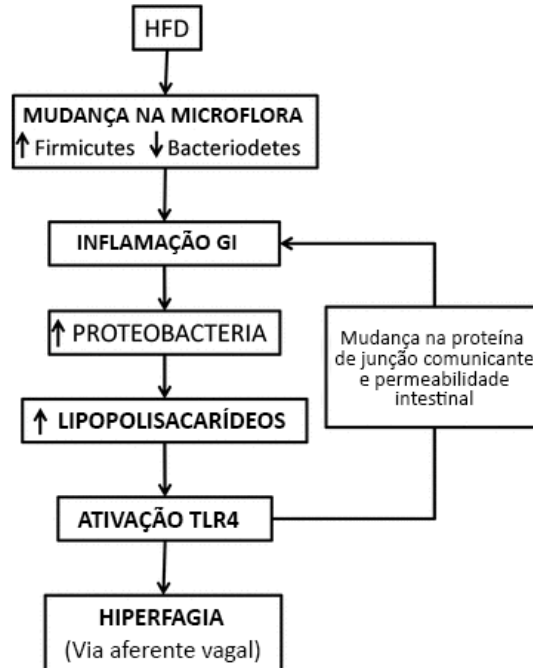 HFD
MUDANÇA NA MICROFLORA
↑ Firmicutes ↓ Bacteriodetes
INFLAMAÇÃO GI
↑ PROTEOBACTERIA
Mudança na proteína
de junção comunicante
e permeabilidade
intestinal
↑ LIPOPOLISACARÍDEOS
ATIVAÇÃO TLR4
HIPERFAGIA
(Via aferente vagal)